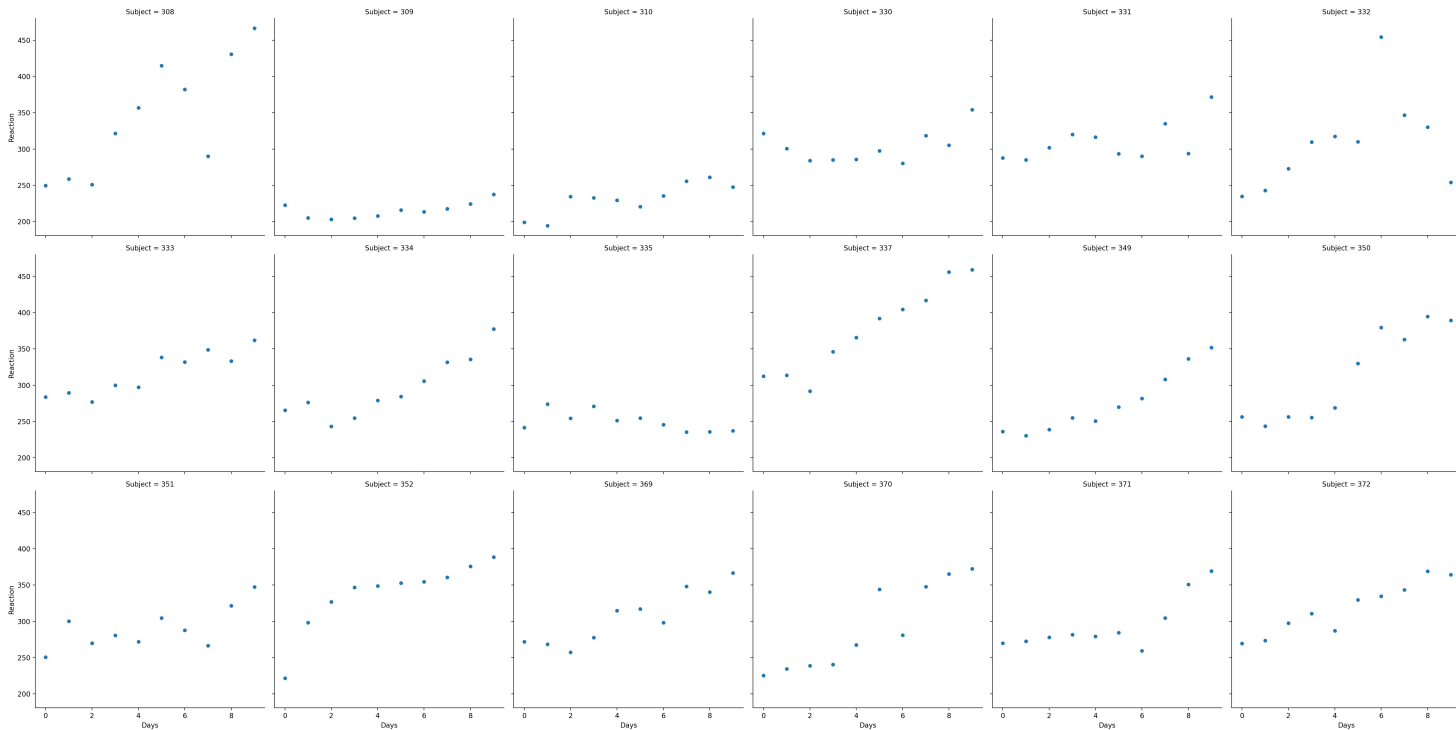 Subject = 308
Subject = 309
Subject = 310
Subject = 330
Subject = 331
Subject = 332
450
400
350
300
250
200
Reaction
Subject = 333
Subject = 334
Subject = 335
Subject = 337
Subject = 349
Subject = 350
450
400
350
300
250
200
Reaction
Subject = 351
Subject = 352
Subject = 369
Subject = 370
Subject = 371
Subject = 372
450
400
350
300
250
200
Reaction
0 2 4 6 8
0 2 4 6 8
0 2 4 6 8
0 2 4 6 8
0 2 4 6 8
0 2 4 6 8
Days
Days
Days
Days
Days
Days